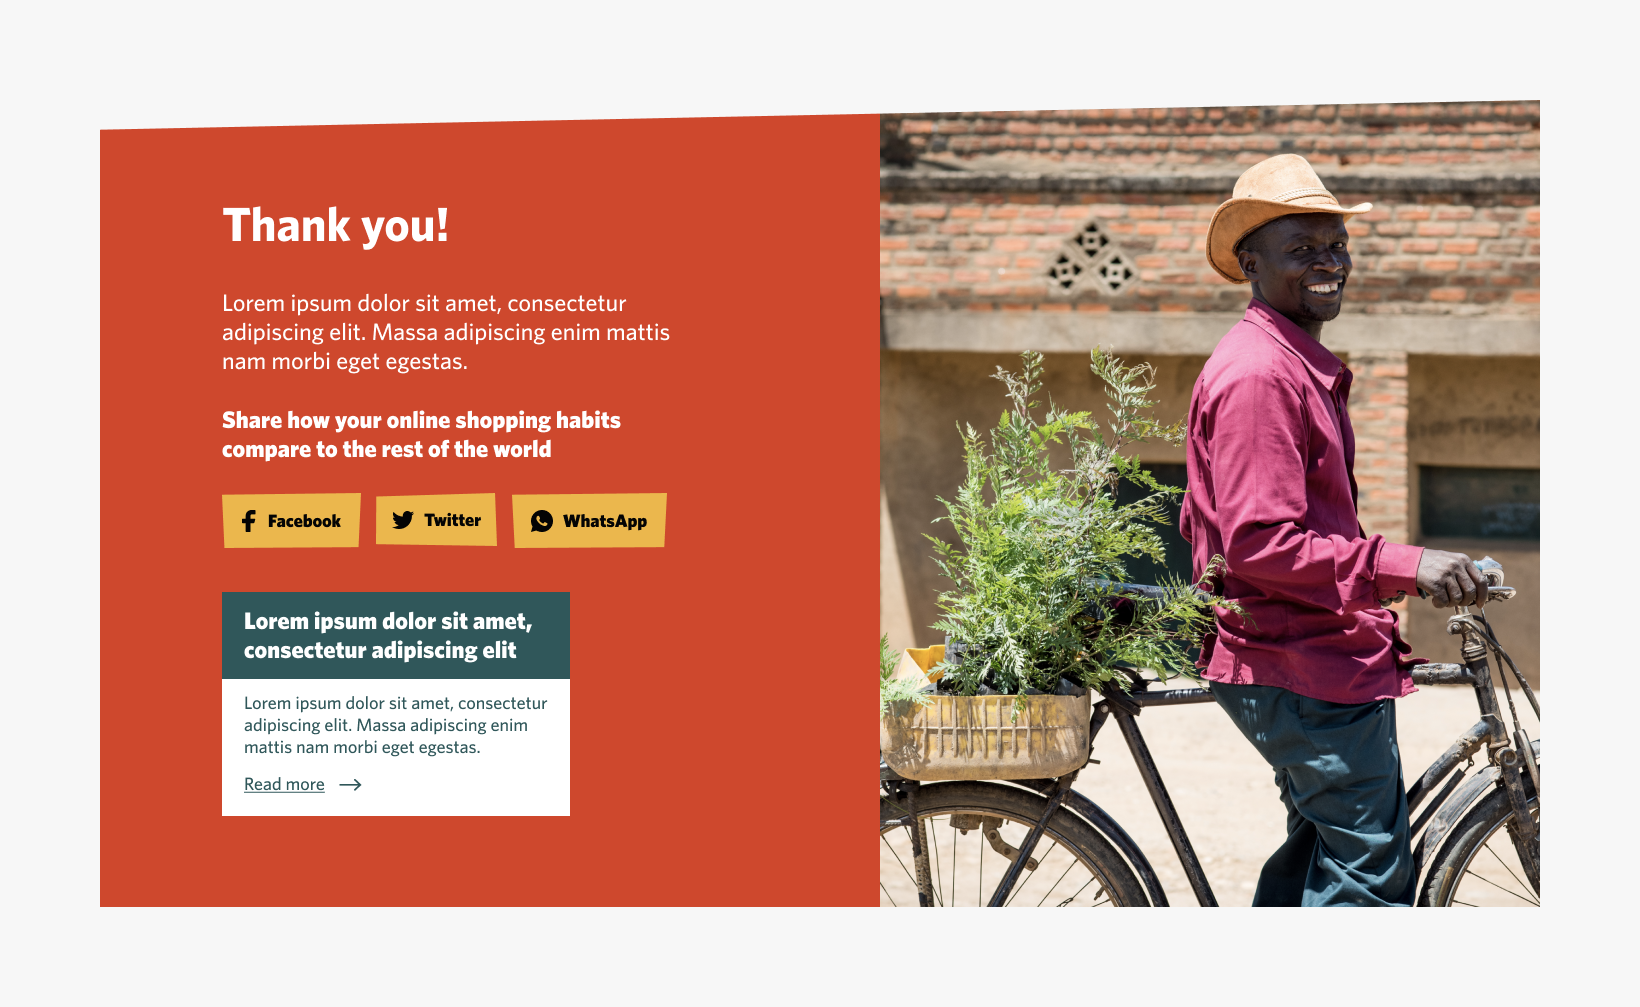 Thank you!
Lorem ipsum dolor sit amet, consectetur
adipiscing elit. Massa adipiscing enim mattis
nam morbi eget egestas.
Share how your online shopping habits
compare to the rest of the world
Facebook
Twitter
WhatsApp
Lorem ipsum dolor sit amet,
consectetur adipiscing elit
Lorem ipsum dolor sit amet, consectetur
adipiscing elit. Massa adipiscing enim
mattis nam morbi eget egestas.
Read more